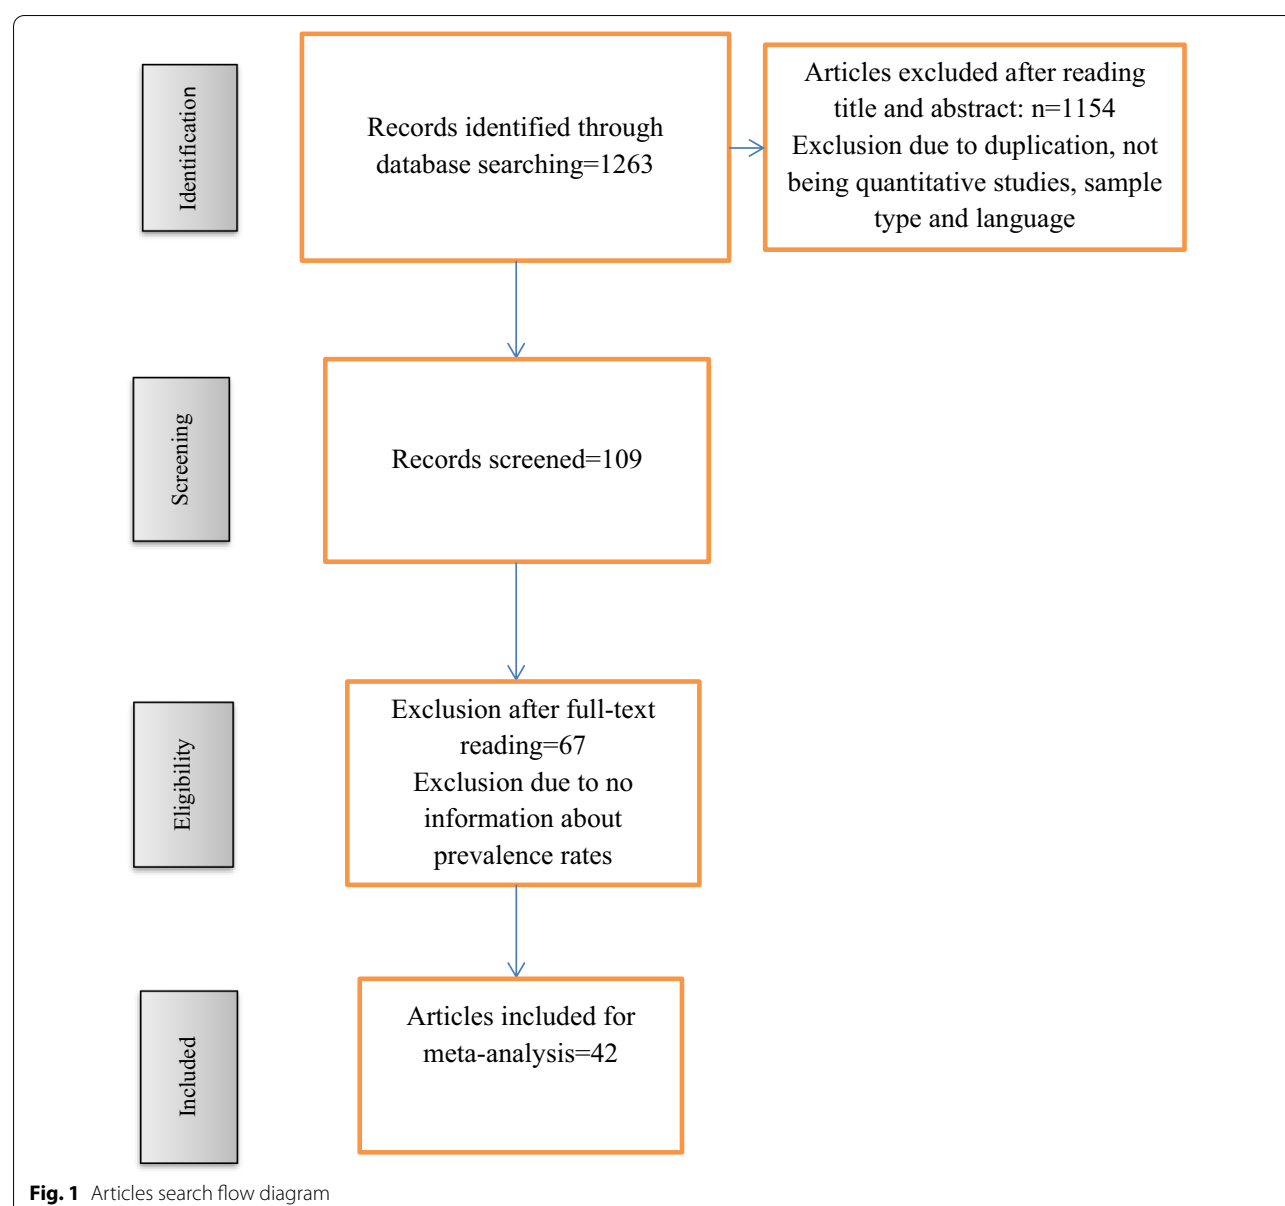 Identification
Records identified through
database searching=1263
Articles excluded after reading
title and abstract: n=1154
Exclusion due to duplication, not
being quantitative studies, sample
type and language
Screening
Records screened=109
Eligibility
Exclusion after full-text
reading=67
Exclusion due to no
information about
prevalence rates
Included
Articles included for
meta-analysis=42
Fig. 1 Articles search flow diagram